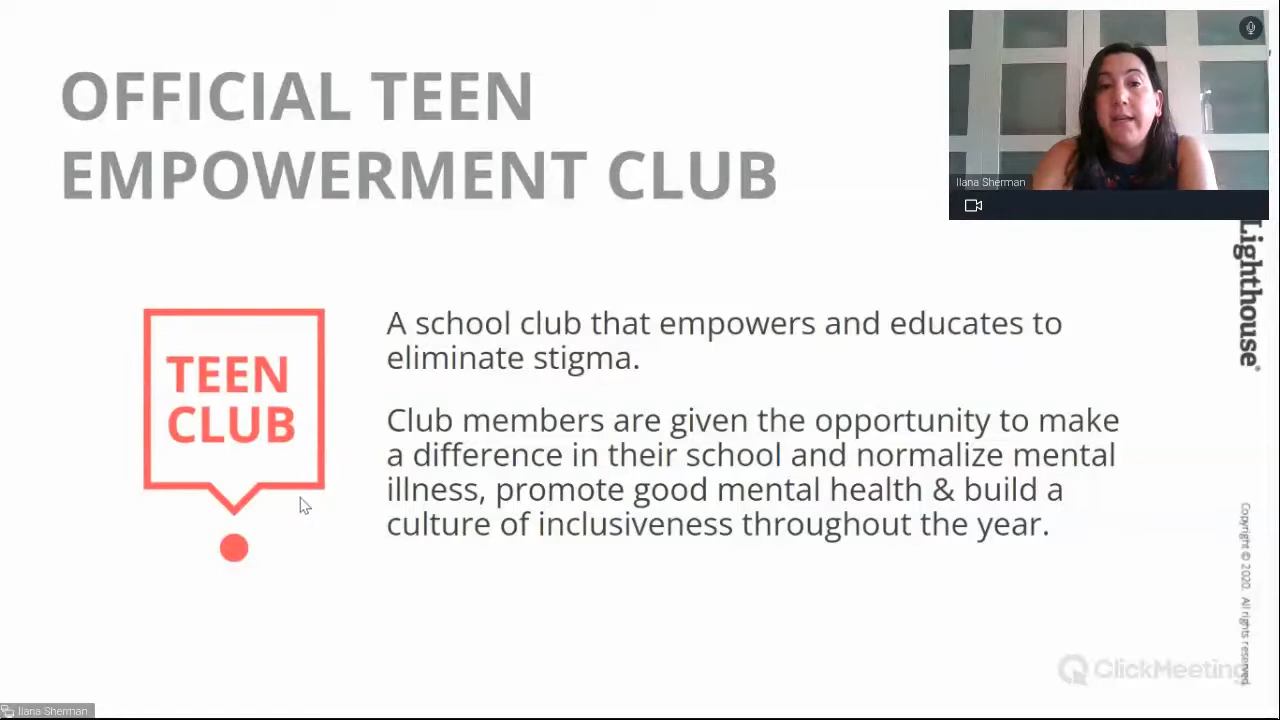 OFFICIAL TEEN
EMPOWERMENT CLUB
Ilana Sherman
Lighthouse®
TEEN
CLUB
A school club that empowers and educates to
eliminate stigma.
Club members are given the opportunity to make
a difference in their school and normalize mental
illness, promote good mental health & build a
culture of inclusiveness throughout the year.
Copyright © 2020. All rights reserved.
ClickMeeting
Ilana Sherman